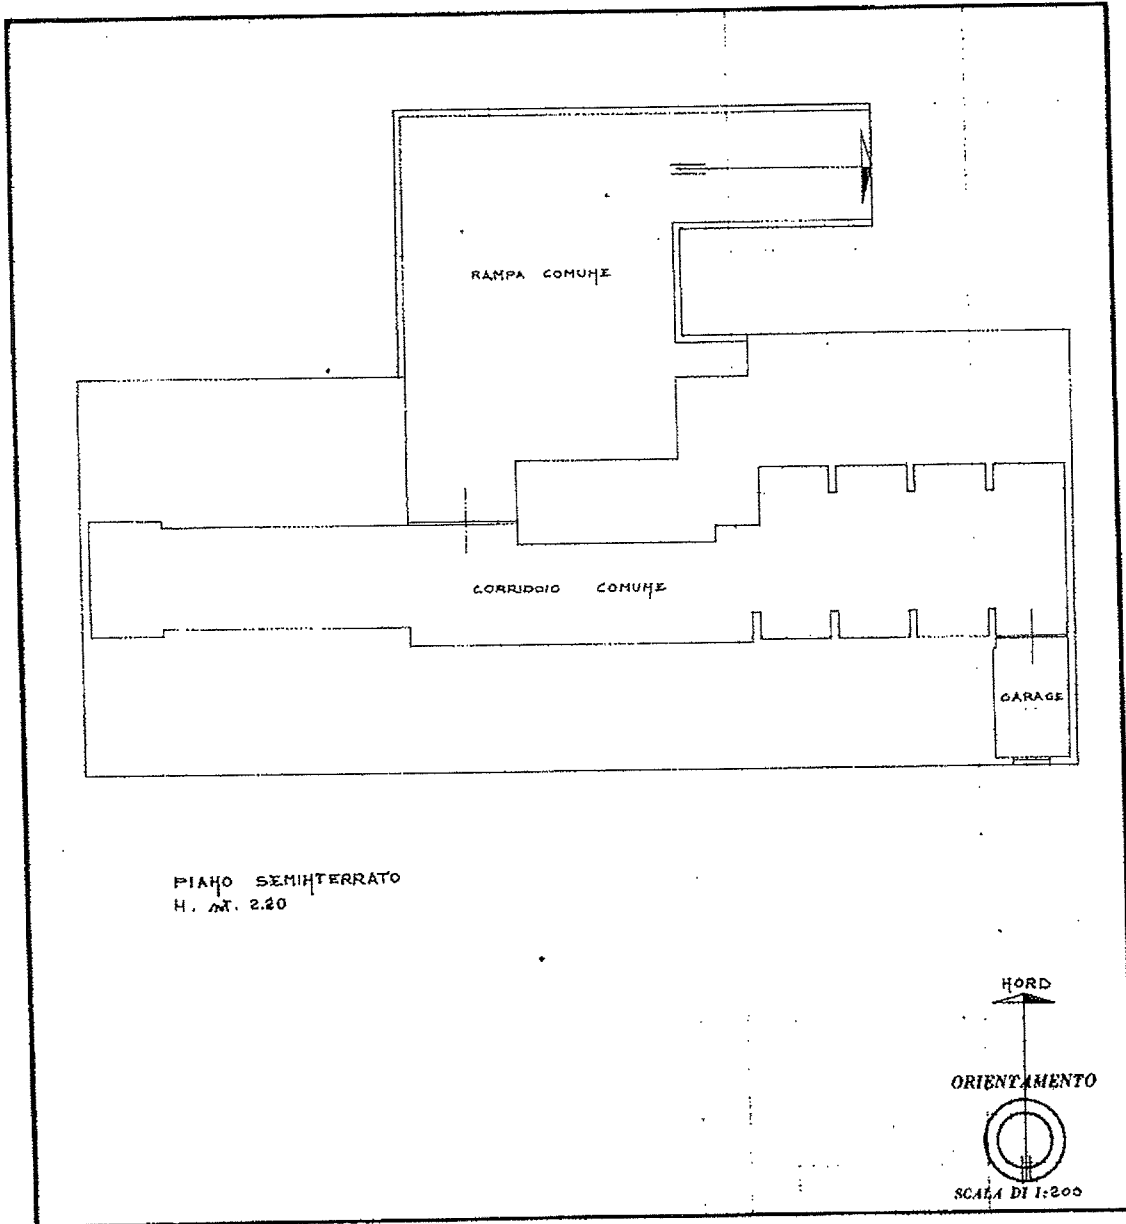 RAMPA COMUNE
CORRIDOIO COMUNE
GARAGE
PIANO SEMINTERRATO
H. mt. 2.20
NORD
ORIENTAMENTO
SCALA DI 1:200